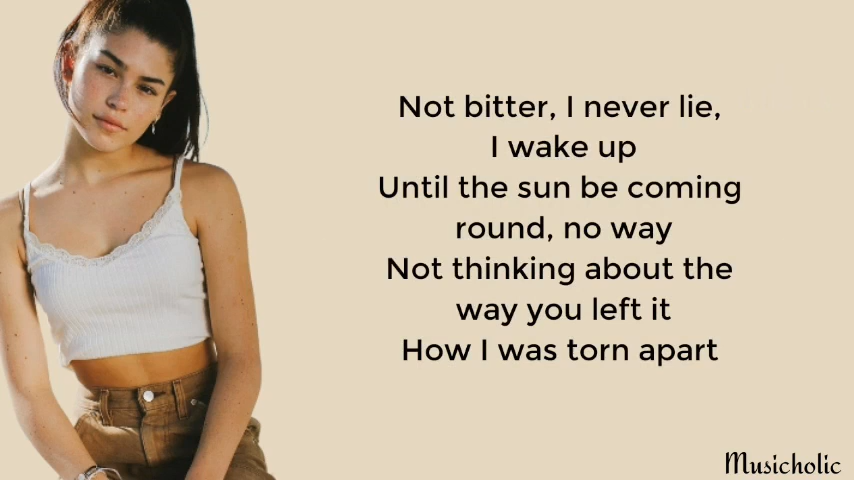 Not bitter, I never lie,
I wake up
Until the sun be coming
round, no way
Not thinking about the
way you left it
How I was torn apart
Musicholic